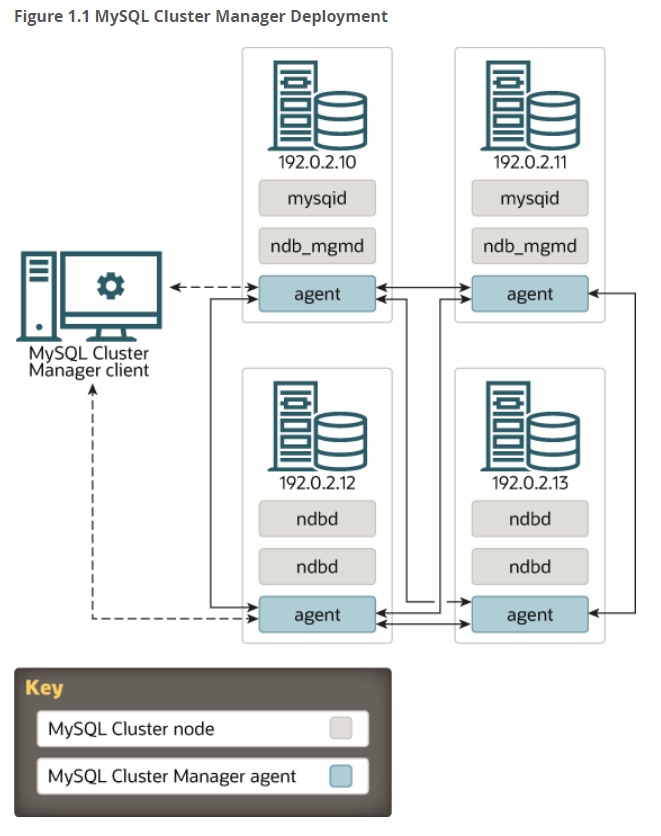 Figure 1.1 MySQL Cluster Manager Deployment
192.0.2.10
mysqid
ndb_mgmd
agent
192.0.2.11
mysqid
ndb_mgmd
agent
MySQL Cluster
Manager client
192.0.2.12
ndbd
ndbd
agent
192.0.2.13
ndbd
ndbd
agent
Key
MySQL Cluster node
MySQL Cluster Manager agent